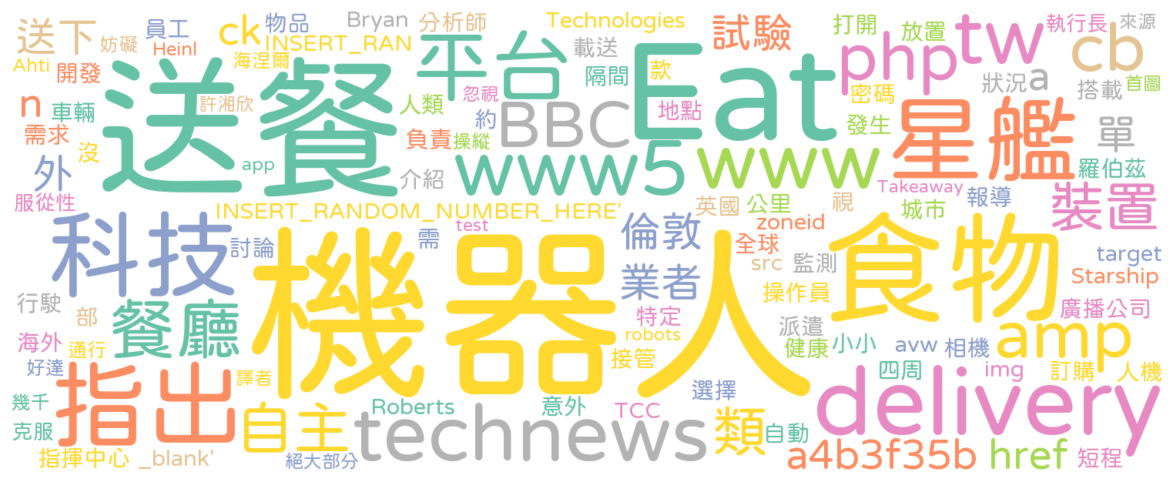 送下 妨礙 員工 ck 物品 Bryan 分析師 Technologies 試驗 打開 放置 執行長 來源
Ahti Heinl INSERT_RAN 平台 載送 款 Eat php tw cb
開發 海涅爾 隔間 密碼 狀況 a 搭載 首圖
n 車輛 送餐 許湘欣 人類 忽視 約 BBC 地點 發生 星艦 單
需求 沒 負責 操縱
外 app 介紹 www5 www 羅伯茲
服從性 INSERT_RANDOM_NUMBER_HERE' 英國 公里 視 Takeaway 城市 報導 裝置
科技 討論 機器人 需 test 倫敦 zoneid 全球 食物 target
src 監測 Starship
行駛 部 餐廳 業者 操作員 廣播公司
海外 通行 特定 robots 接管 派遣 健康 小小 avw 相機 amp
好達 譯者 選擇 四周 img 訂購 人機
幾千 指出 自主 Roberts 意外 TCC delivery
克服 technews 類 自動
指揮中心 _blank' 絕大部分 a4b3f35b href 短程